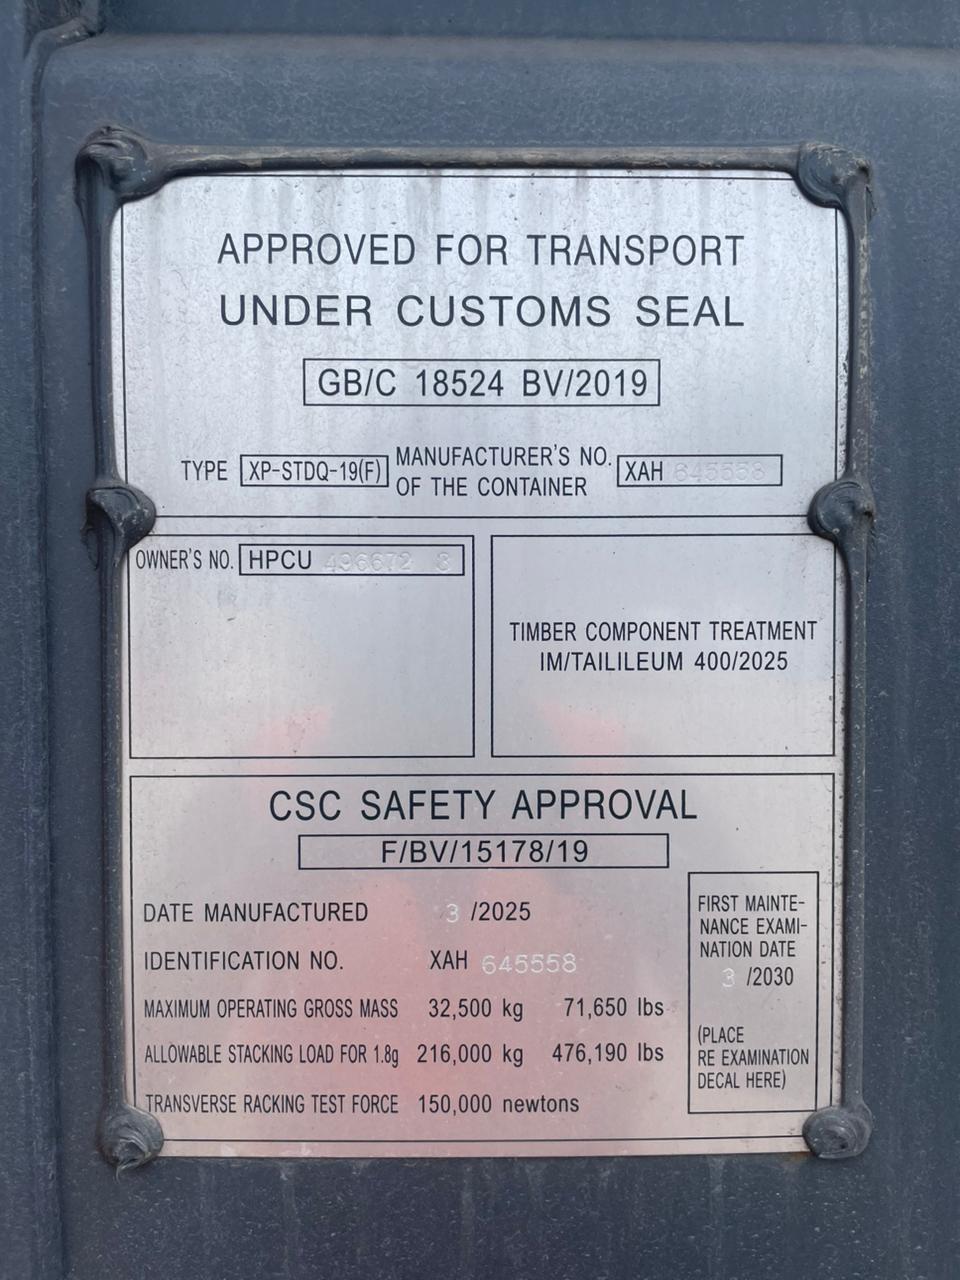 APPROVED FOR TRANSPORT
UNDER CUSTOMS SEAL
GB/C 18524 BV/2019
TYPE XP-STDQ-19(F) MANUFACTURER'S NO. OF THE CONTAINER XAH 645558
OWNER'S NO. HPCU 496672 3
TIMBER COMPONENT TREATMENT
IM/TAILILEUM 400/2025
CSC SAFETY APPROVAL
F/BV/15178/19
DATE MANUFACTURED 3 /2025
IDENTIFICATION NO. XAH 645558
MAXIMUM OPERATING GROSS MASS 32,500 kg 71,650 lbs
ALLOWABLE STACKING LOAD FOR 1.8g 216,000 kg 476,190 lbs
TRANSVERSE RACKING TEST FORCE 150,000 newtons
FIRST MAINTE-
NANCE EXAMI-
NATION DATE
3 /2030
(PLACE
RE EXAMINATION
DECAL HERE)